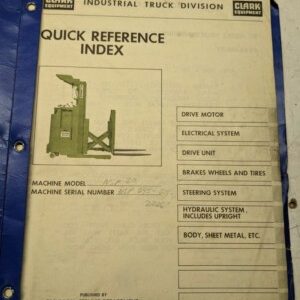 CLARK
EQUIPMENT
INDUSTRIAL TRUCK DIVISION
CLARK
EQUIPMENT
QUICK REFERENCE
INDEX
DRIVE MOTOR
ELECTRICAL SYSTEM
DRIVE UNIT
BRAKES WHEELS AND TIRES
MACHINE MODEL
MACHINE SERIAL NUMBER
STEERING SYSTEM
HYDRAULIC SYSTEM
INCLUDES UPRIGHT
BODY, SHEET METAL, ETC.
PUBLISHED BY